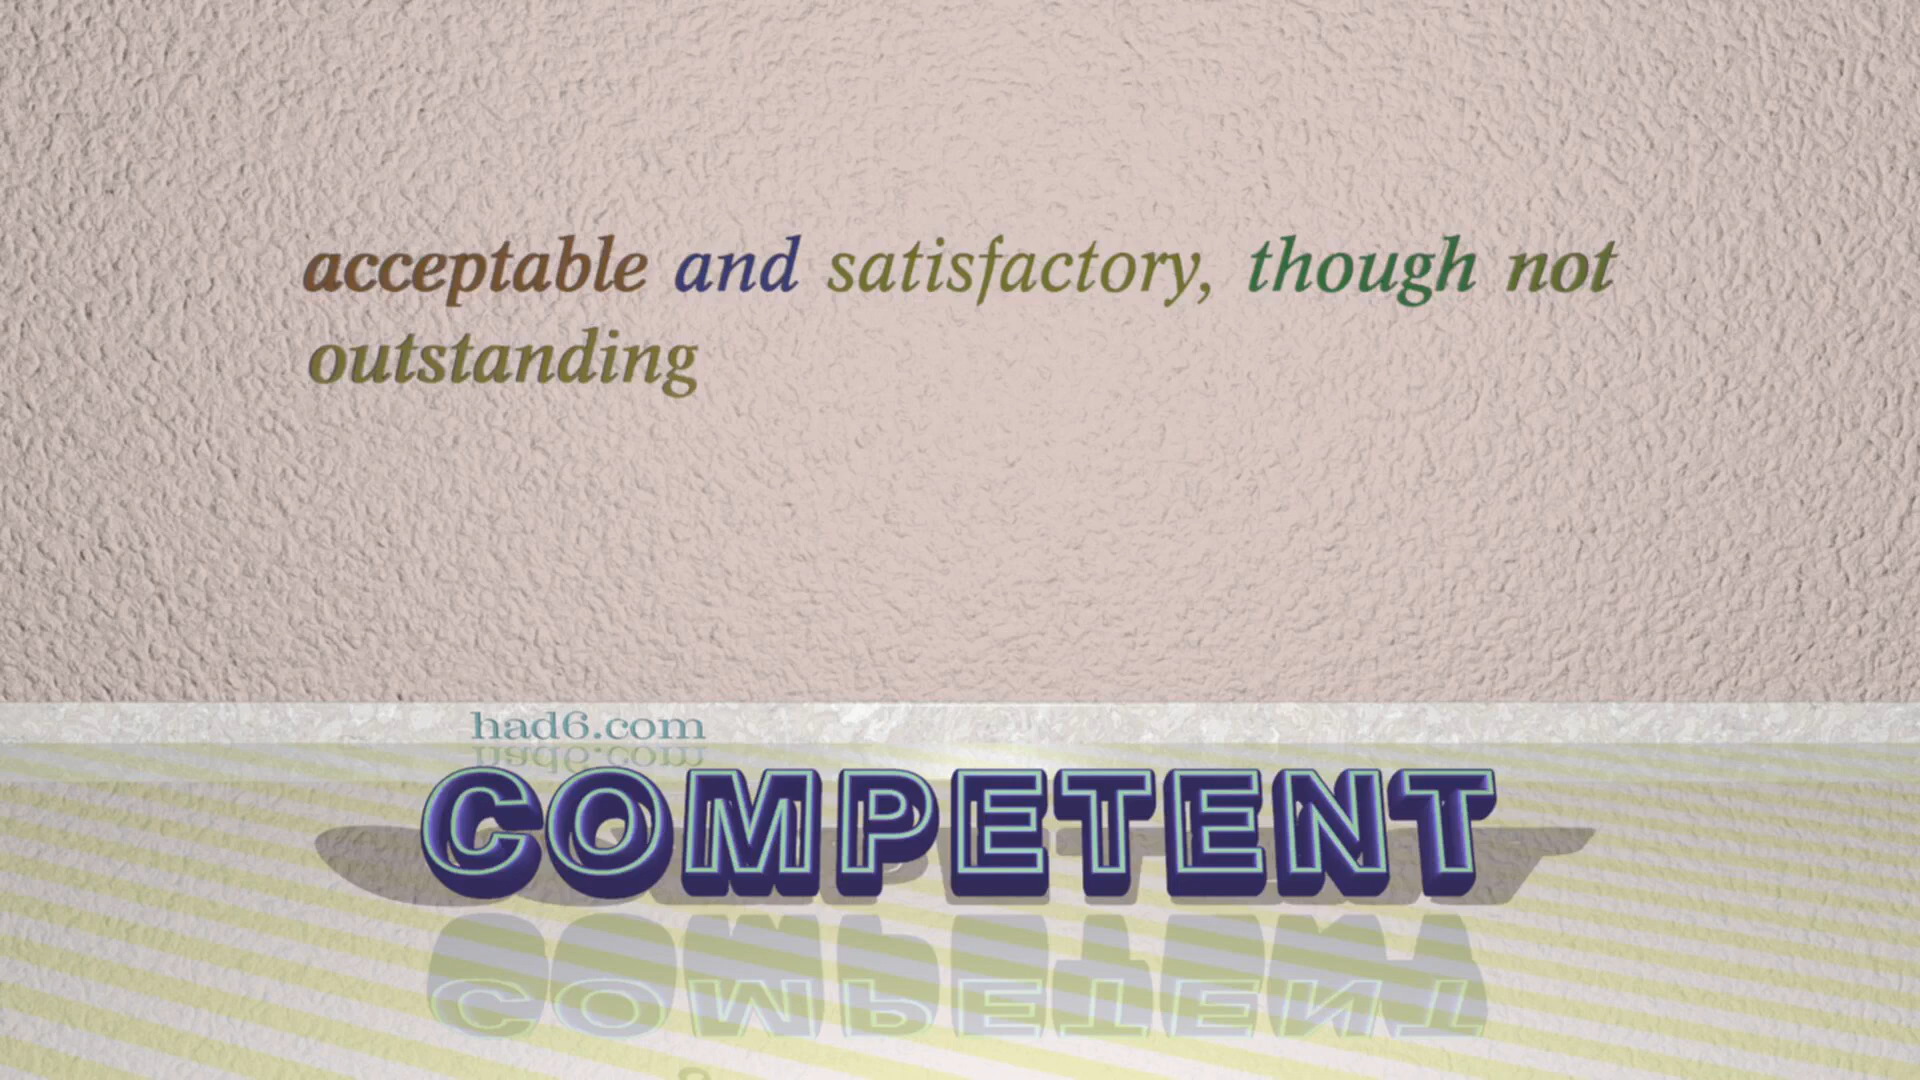 acceptable and satisfactory, though not
outstanding
had6.com
COMPETENT